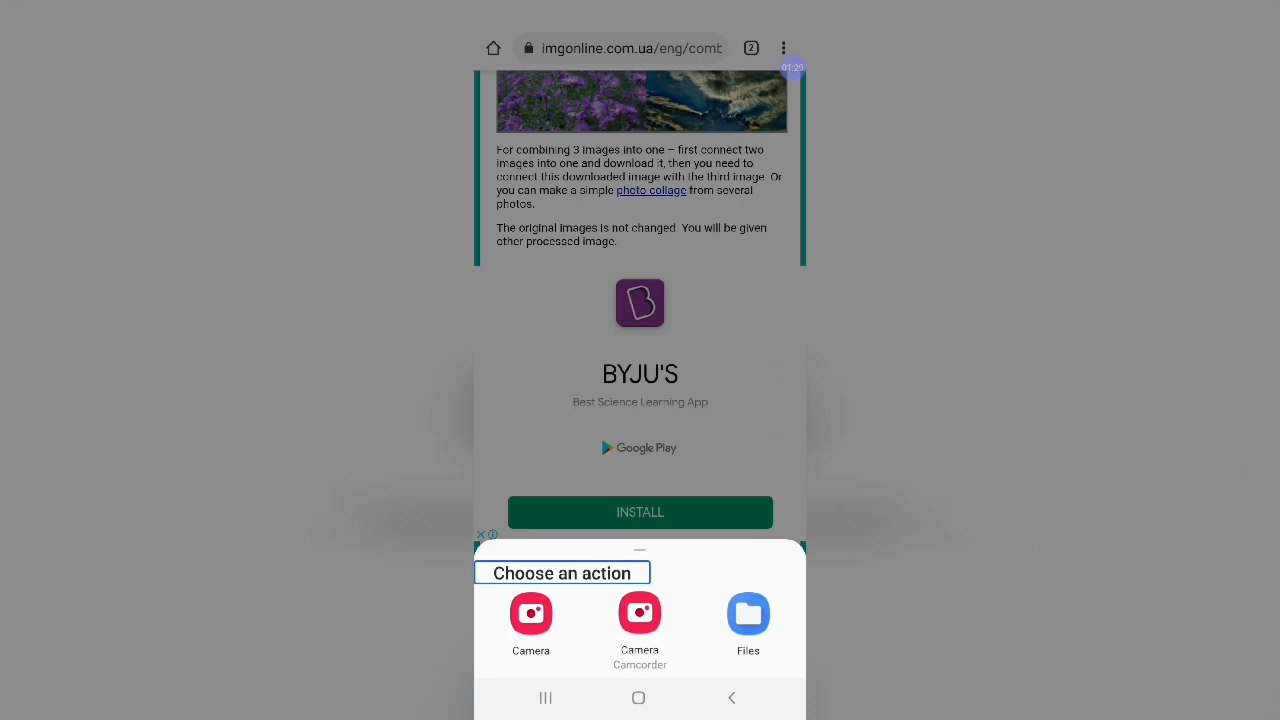 imgonline.com.ua/eng/comb
2
01:29
For combining 3 images into one – first connect two
images into one and download it, then you need to
connect this downloaded image with the third image. Or
you can make a simple photo collage from several
photos.
The original images is not changed. You will be given
other processed image.
BYJU'S
Best Science Learning App
Google Play
INSTALL
Choose an action
Camera
Camera
Files
Camcorder